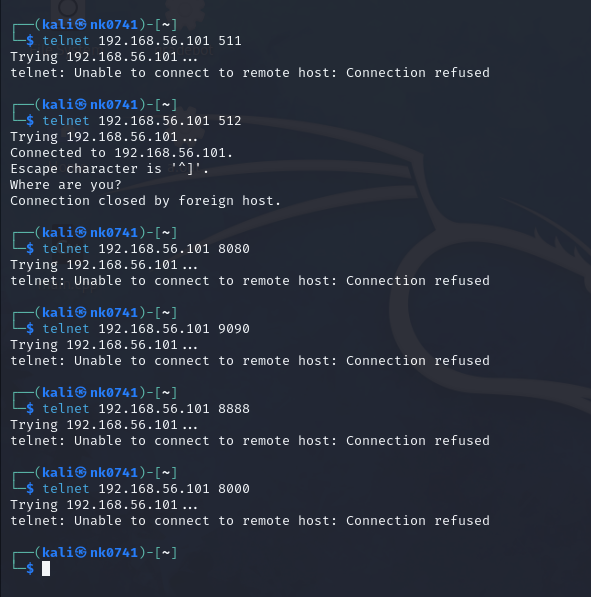 ┌──(kali㉿nk0741)-[~]
└─$ telnet 192.168.56.101 511
Trying 192.168.56.101...
telnet: Unable to connect to remote host: Connection refused
┌──(kali㉿nk0741)-[~]
└─$ telnet 192.168.56.101 512
Trying 192.168.56.101...
Connected to 192.168.56.101.
Escape character is '^]'.
Where are you?
Connection closed by foreign host.
┌──(kali㉿nk0741)-[~]
└─$ telnet 192.168.56.101 8080
Trying 192.168.56.101...
telnet: Unable to connect to remote host: Connection refused
┌──(kali㉿nk0741)-[~]
└─$ telnet 192.168.56.101 9090
Trying 192.168.56.101...
telnet: Unable to connect to remote host: Connection refused
┌──(kali㉿nk0741)-[~]
└─$ telnet 192.168.56.101 8888
Trying 192.168.56.101...
telnet: Unable to connect to remote host: Connection refused
┌──(kali㉿nk0741)-[~]
└─$ telnet 192.168.56.101 8000
Trying 192.168.56.101...
telnet: Unable to connect to remote host: Connection refused
┌──(kali㉿nk0741)-[~]
└─$